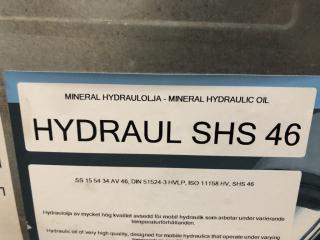 MINERAL HYDRAULOLJA - MINERAL HYDRAULIC OIL
HYDRAUL SHS 46
SS 15 54 34 AV 46, DIN 51524-3 HVLP, ISO 11158 HV, SHS 46
Hydraulolja av mycket hög kvalitet avsedd för mobil hydraulik som arbetar under varierande
temperaturförhållanden.
Hydraulic oil of very high quality, designed for mobile hydraulics that operate under varying